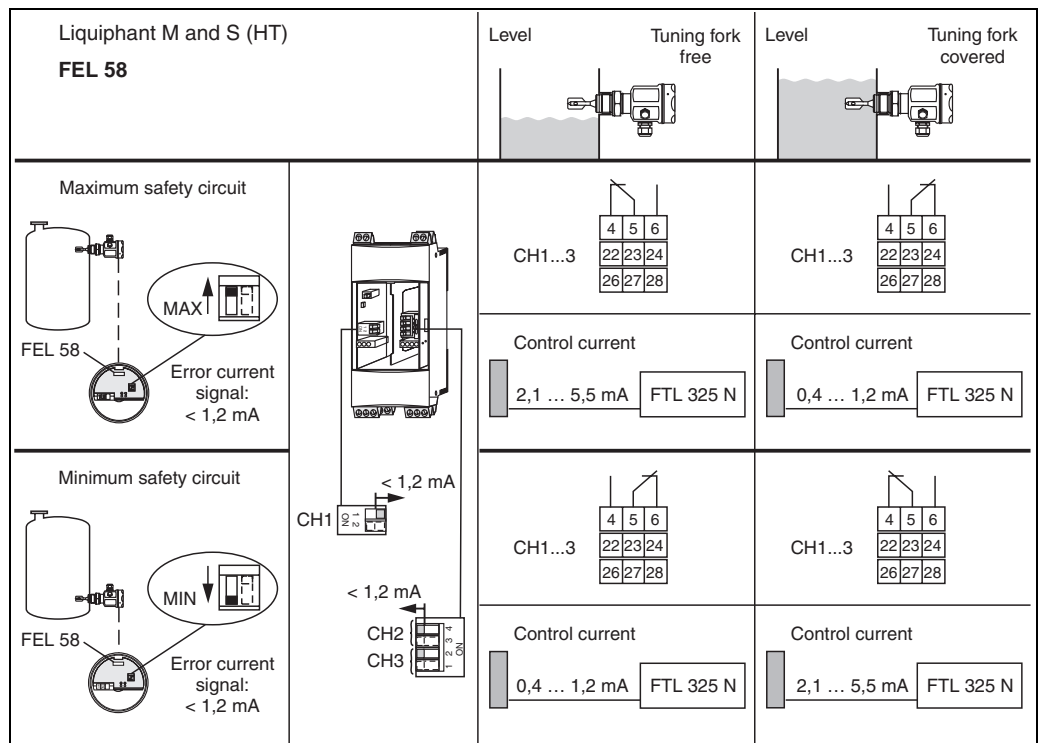 Liquiphant M and S (HT)
FEL 58
Level
Tuning fork
free
Level
Tuning fork
covered
Maximum safety circuit
MAX
FEL 58
Error current
signal:
< 1,2 mA
CH1...3
4 5 6
22 23 24
26 27 28
CH1...3
4 5 6
22 23 24
26 27 28
Control current
2,1 … 5,5 mA
FTL 325 N
Control current
0,4 … 1,2 mA
FTL 325 N
Minimum safety circuit
MIN
FEL 58
Error current
signal:
< 1,2 mA
< 1,2 mA
CH1
ON
1 2
< 1,2 mA
CH2
CH3
1 2 3 4
ON
CH1...3
4 5 6
22 23 24
26 27 28
CH1...3
4 5 6
22 23 24
26 27 28
Control current
0,4 … 1,2 mA
FTL 325 N
Control current
2,1 … 5,5 mA
FTL 325 N